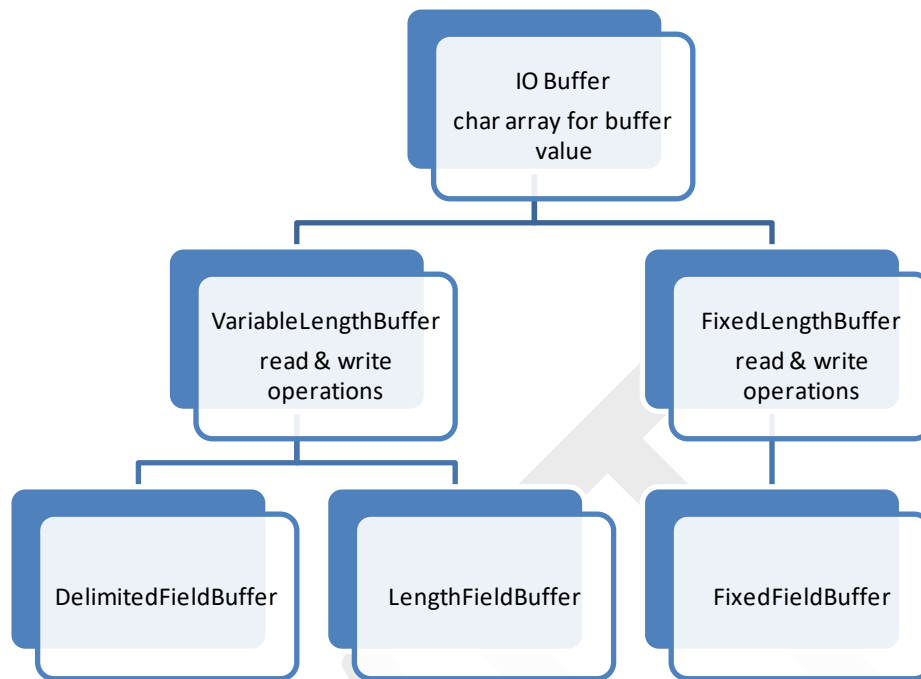 IO Buffer
char array for buffer
value
VariableLengthBuffer
read & write
operations
FixedLengthBuffer
read & write
operations
DelimitedFieldBuffer
LengthFieldBuffer
FixedFieldBuffer